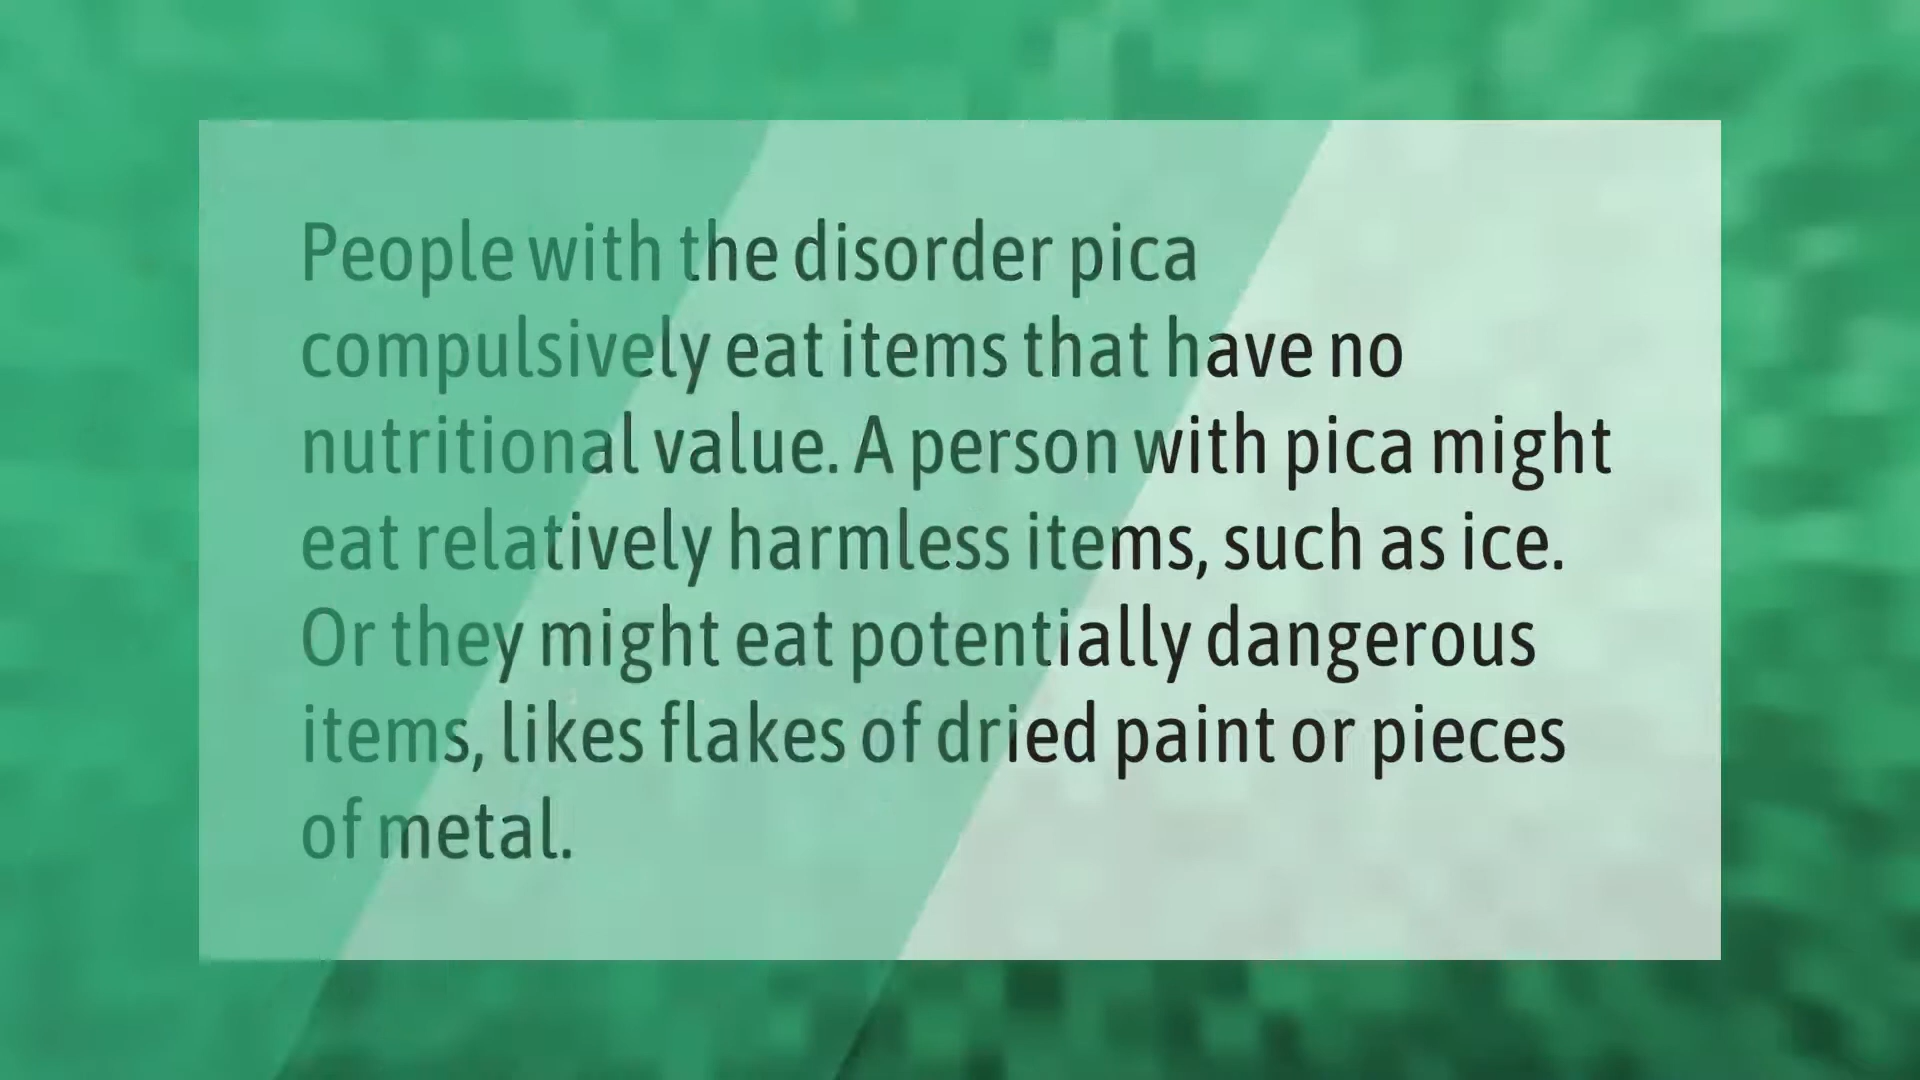 People with the disorder pica
compulsively eat items that have no
nutritional value. A person with pica might
eat relatively harmless items, such as ice.
Or they might eat potentially dangerous
items, likes flakes of dried paint or pieces
of metal.